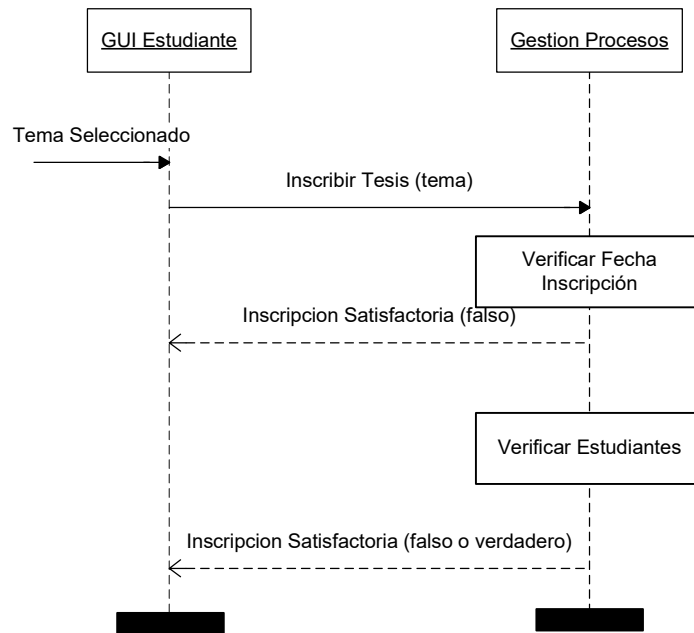 GUI Estudiante
Gestion Procesos
Tema Seleccionado
Inscribir Tesis (tema)
Verificar Fecha
Inscripción
Inscripcion Satisfactoria (falso)
Verificar Estudiantes
Inscripcion Satisfactoria (falso o verdadero)